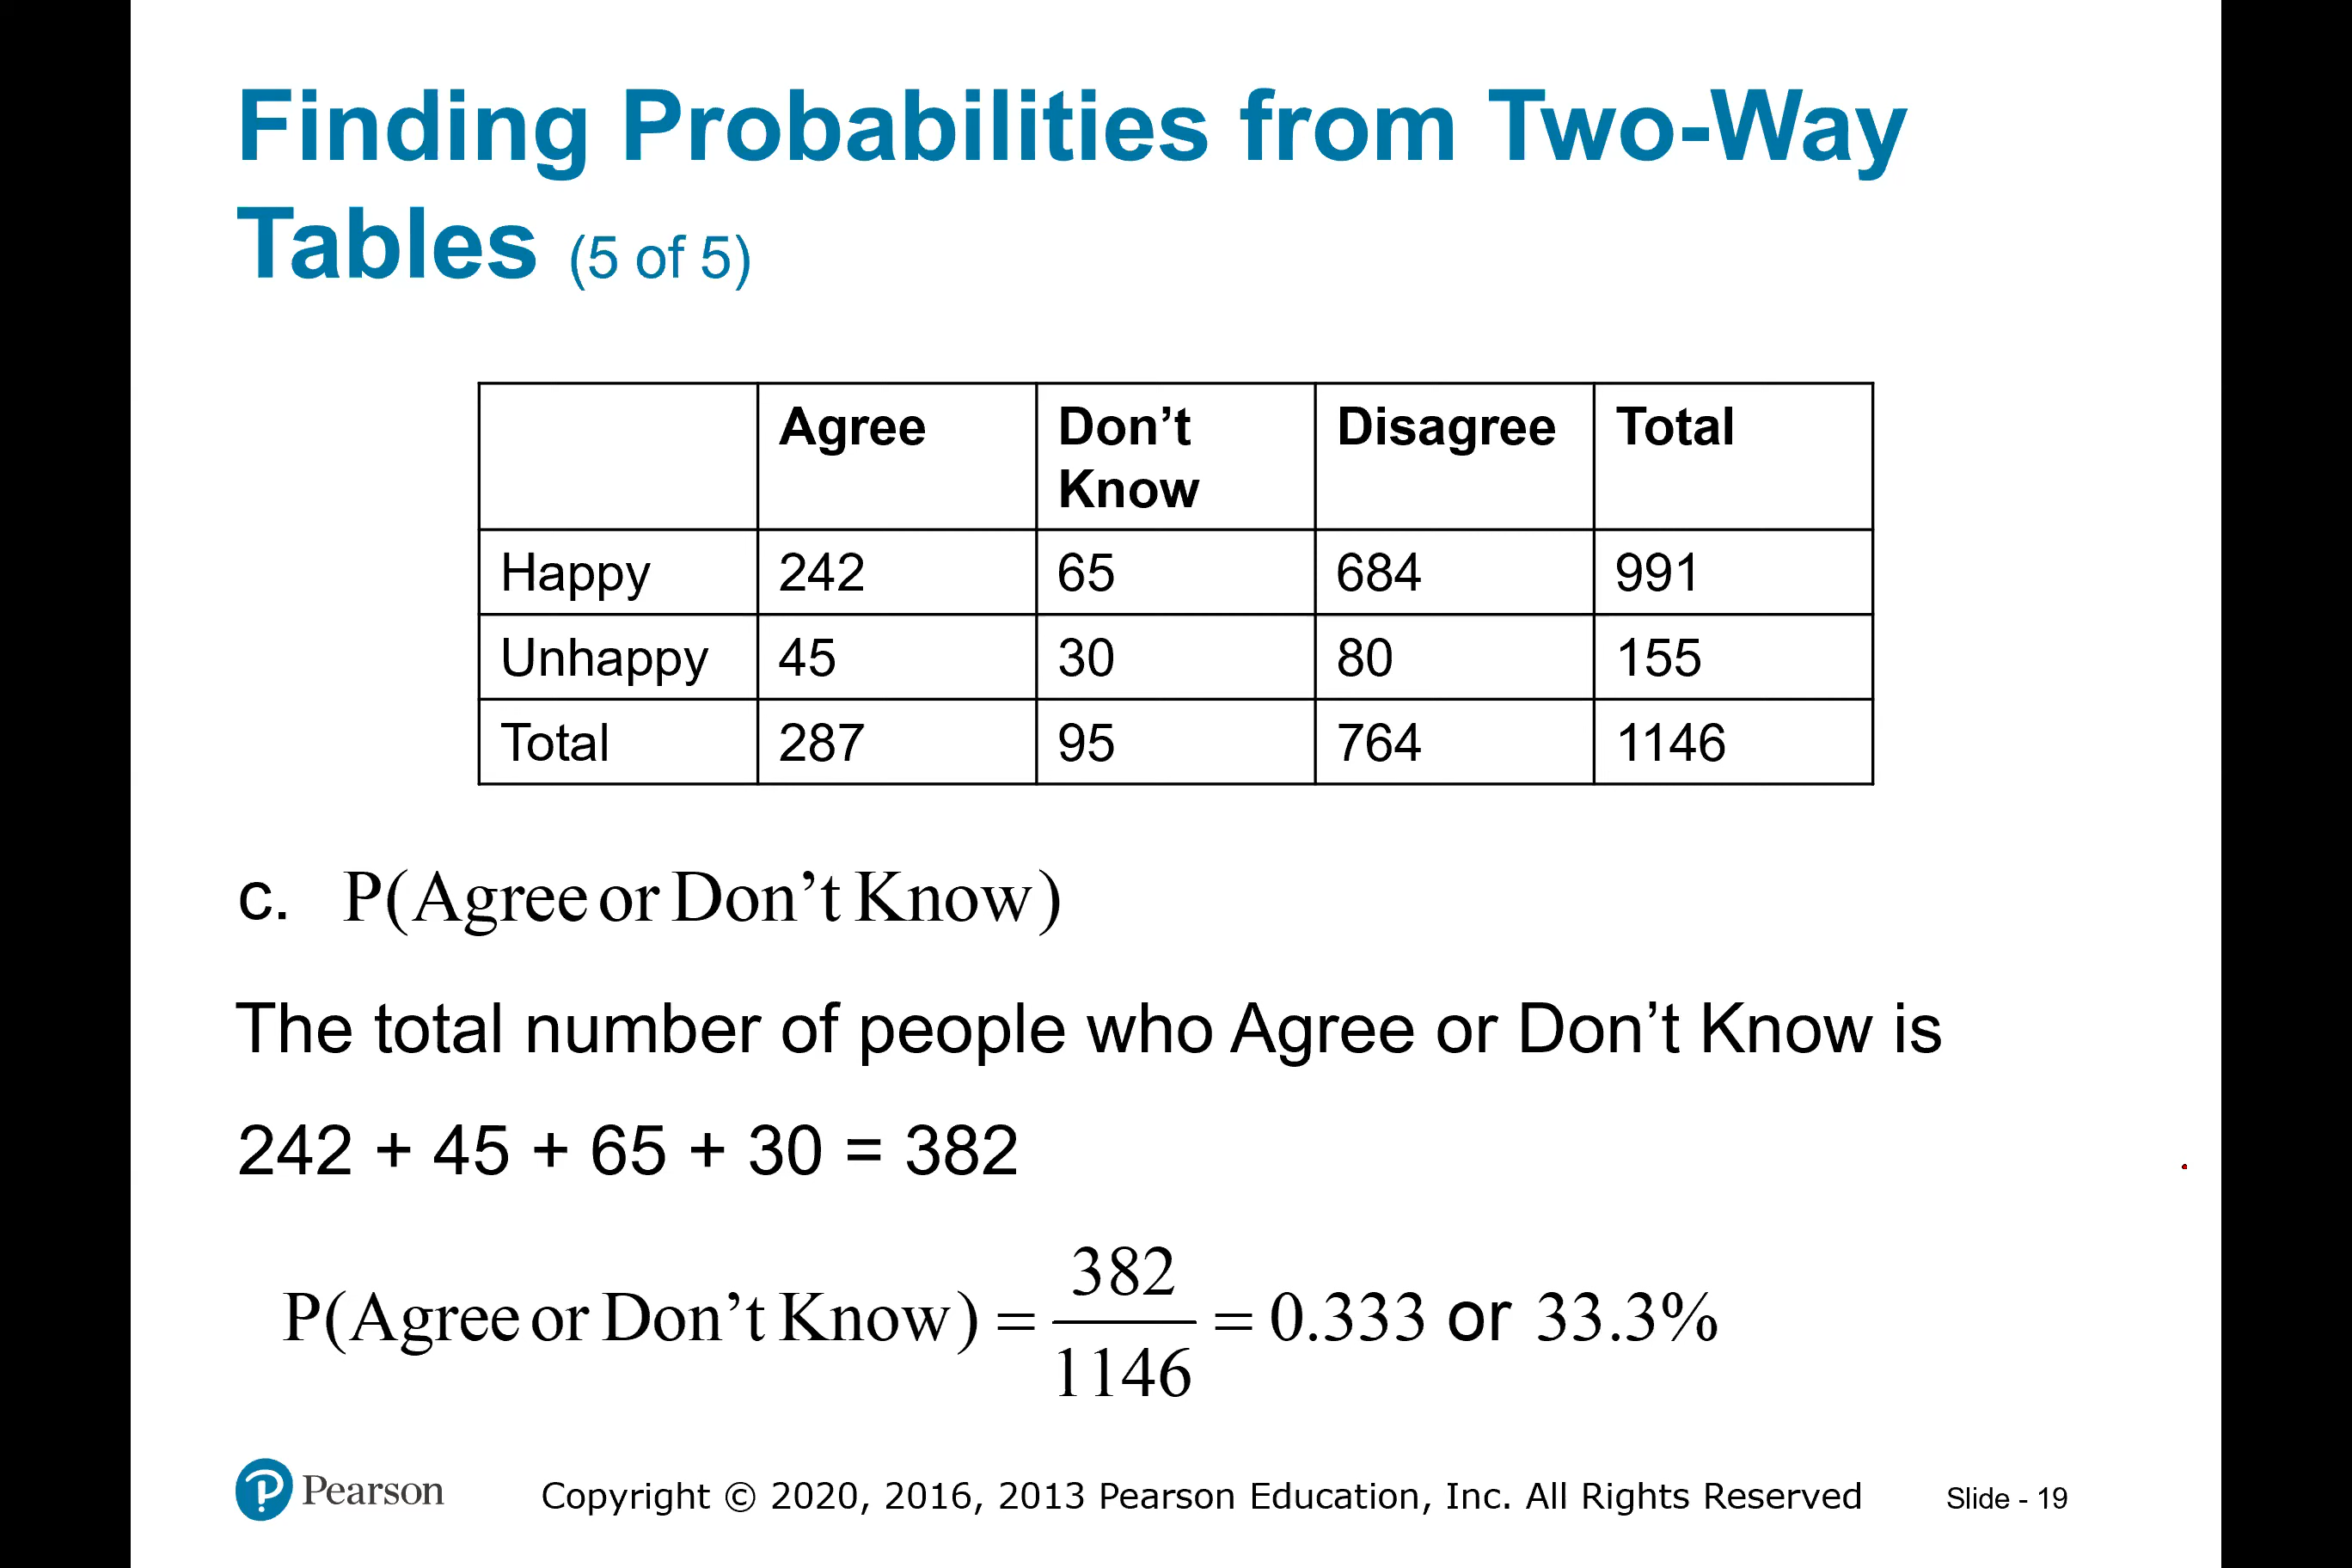 Finding Probabilities from Two-Way
Tables (5 of 5)
Agree Don’t Know Disagree Total
Happy 242 65 684 991
Unhappy 45 30 80 155
Total 287 95 764 1146
c. P(Agree or Don’t Know)
The total number of people who Agree or Don’t Know is
242 + 45 + 65 + 30 = 382
P(Agree or Don’t Know) = 382/1146 = 0.333 or 33.3%
Pearson Copyright © 2020, 2016, 2013 Pearson Education, Inc. All Rights Reserved Slide - 19